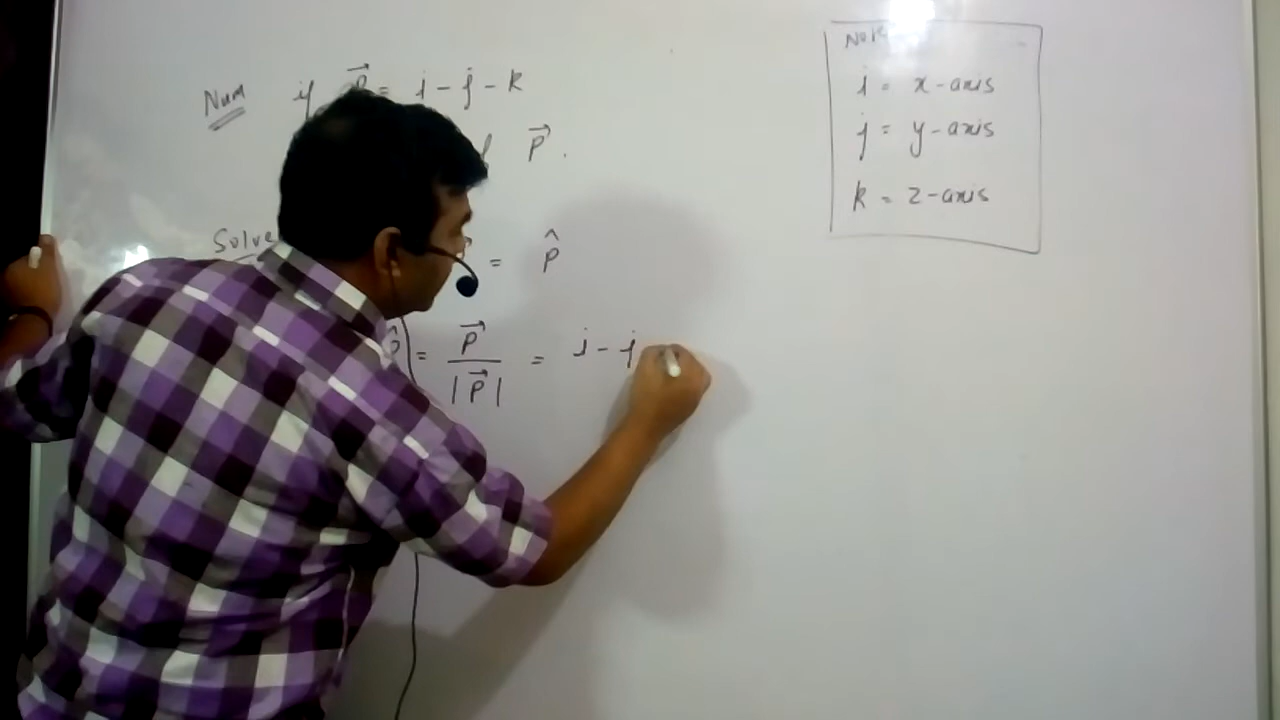 Num if P⃗ = i - j - k
P⃗ .
Solve = P̂
P̂ = P⃗ / |P⃗| = i - j
Note
i = x-axis
j = y-axis
k = z-axis